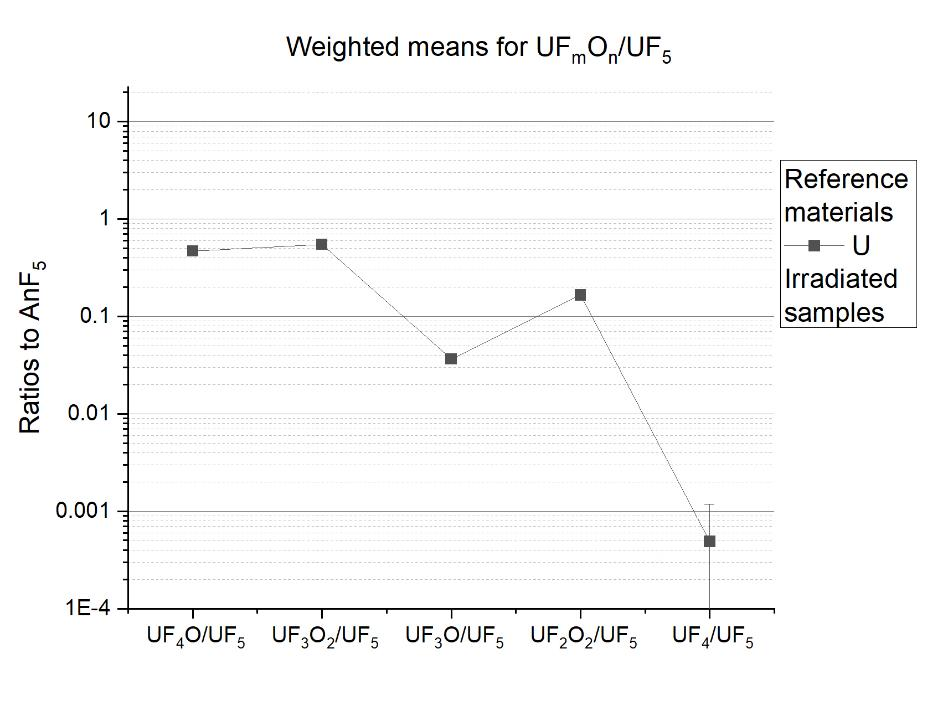 Weighted means for UFₘOₙ/UF₅
Reference
materials
U
Irradiated
samples
Ratios to AnF₅
10
1
0.1
0.01
0.001
1E-4
UF₄O/UF₅ UF₃O₂/UF₅ UF₃O/UF₅ UF₂O₂/UF₅ UF₄/UF₅